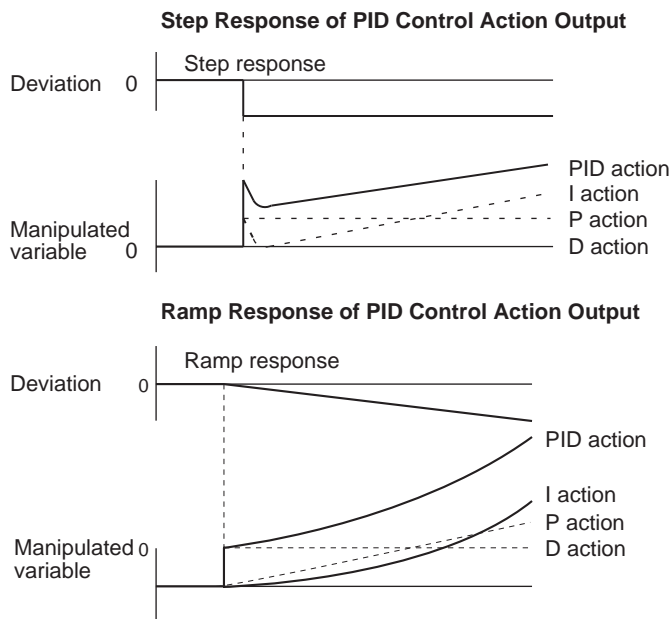 Step Response of PID Control Action Output
Step response
Deviation 0
PID action
I action
P action
Manipulated
variable 0
D action
Ramp Response of PID Control Action Output
Ramp response
Deviation 0
PID action
I action
P action
Manipulated 0
variable
D action